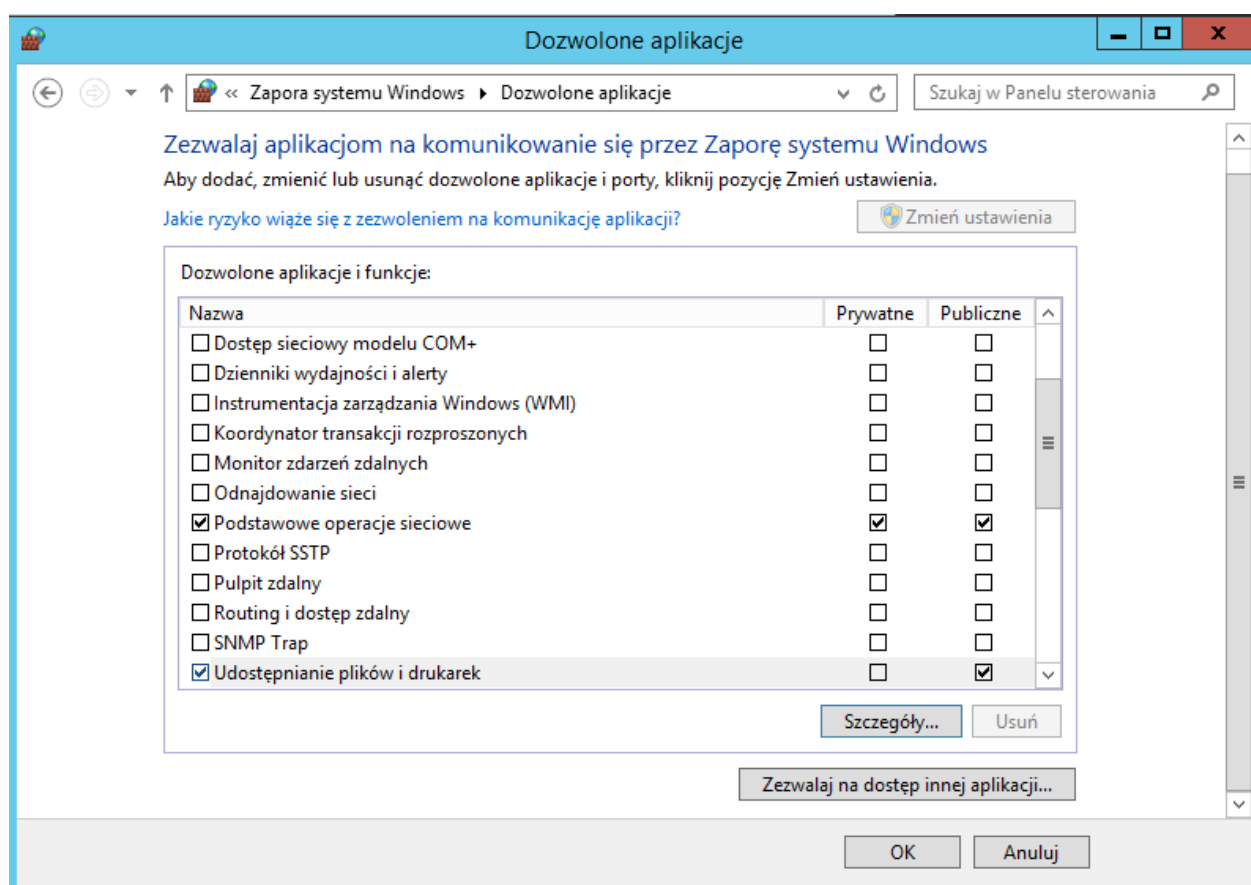 Dozwolone aplikacje
« Zapora systemu Windows ▸ Dozwolone aplikacje Szukaj w Panelu sterowania
Zezwalaj aplikacjom na komunikowanie się przez Zaporę systemu Windows
Aby dodać, zmienić lub usunąć dozwolone aplikacje i porty, kliknij pozycję Zmień ustawienia.
Jakie ryzyko wiąże się z zezwoleniem na komunikację aplikacji? Zmień ustawienia
Dozwolone aplikacje i funkcje:
Nazwa Prywatne Publiczne
Dostęp sieciowy modelu COM+
Dzienniki wydajności i alerty
Instrumentacja zarządzania Windows (WMI)
Koordynator transakcji rozproszonych
Monitor zdarzeń zdalnych
Odnajdowanie sieci
Podstawowe operacje sieciowe
Protokół SSTP
Pulpit zdalny
Routing i dostęp zdalny
SNMP Trap
Udostępnianie plików i drukarek
Szczegóły... Usuń
Zezwalaj na dostęp innej aplikacji...
OK Anuluj